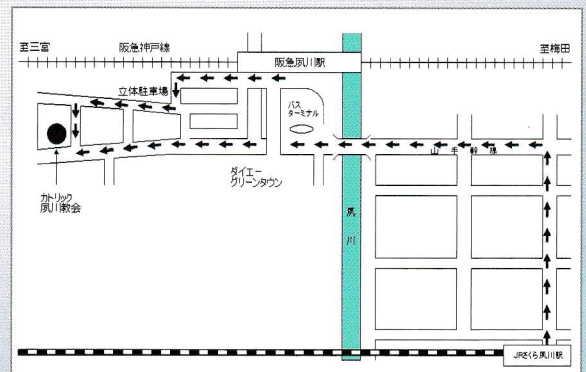 至三宮
阪急神戸線
阪急夙川駅
至梅田
立体駐車場
バス
ターミナル
山手幹線
ダイエー
グリーンタウン
カトリック
夙川教会
夙川
JRさくら夙川駅